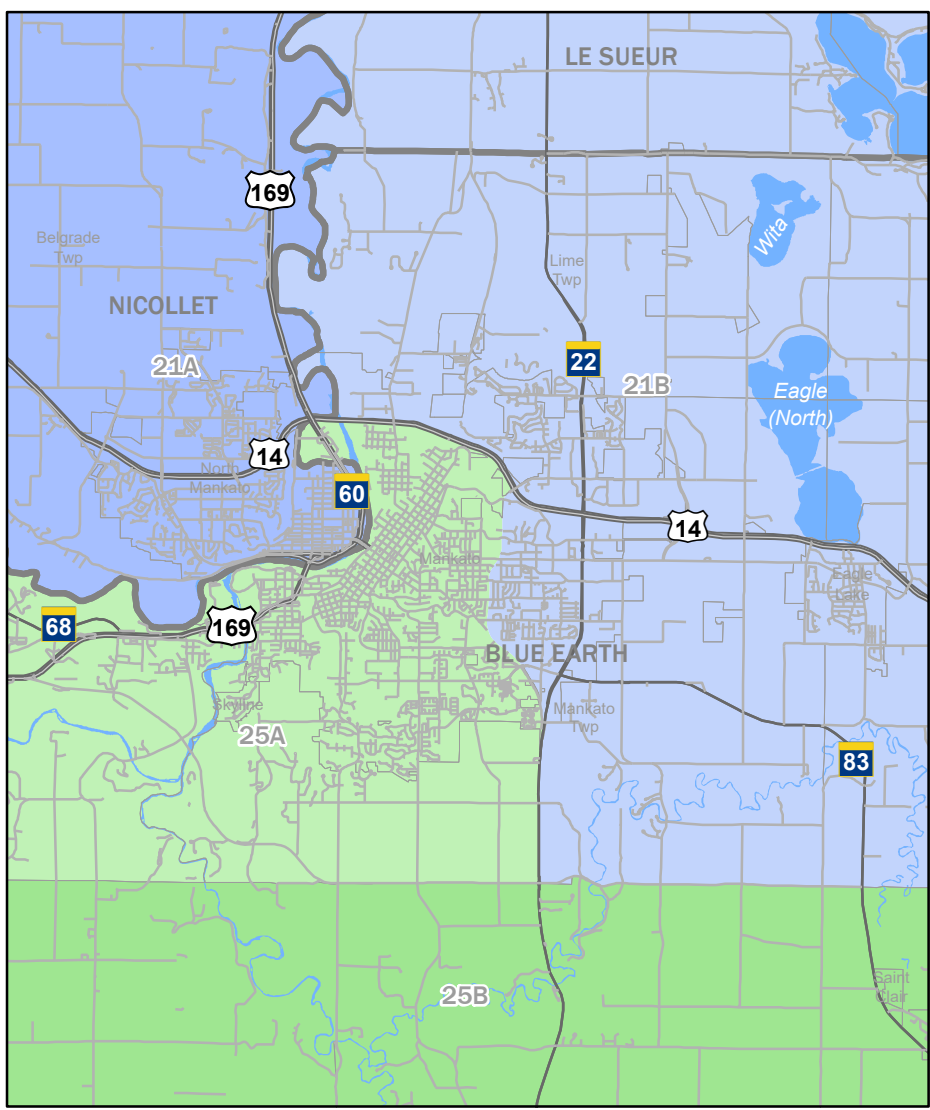 LE SUEUR
169
Wita
Belgrade
Twp
Lime
Twp
NICOLLET
21A
22
21B
Eagle
(North)
14
North
Mankato
60
14
Mankato
Eagle
Lake
68
169
BLUE EARTH
Skyline
Mankato
Twp
25A
83
25B
Saint
Clair